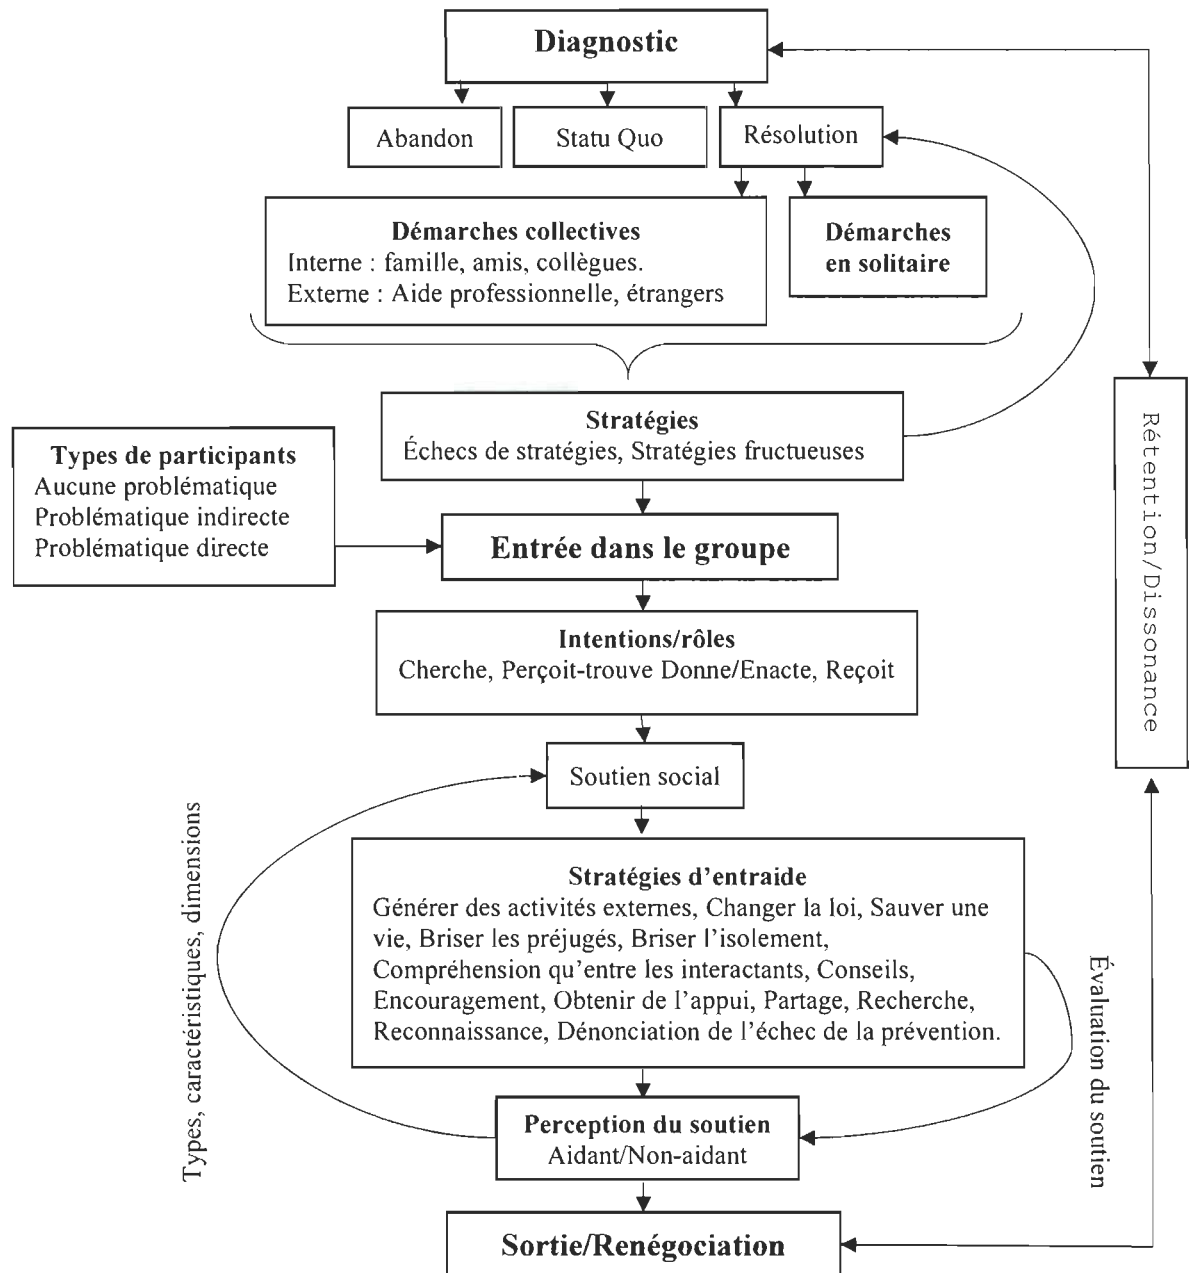 Diagnostic
Abandon
Statu Quo
Résolution
Démarches collectives
Interne : famille, amis, collègues.
Externe : Aide professionnelle, étrangers
Démarches
en solitaire
Stratégies
Échecs de stratégies, Stratégies fructueuses
Types de participants
Aucune problématique
Problématique indirecte
Problématique directe
Entrée dans le groupe
Intentions/rôles
Cherche, Perçoit-trouve Donne/Enacte, Reçoit
Soutien social
Stratégies d'entraide
Générer des activités externes, Changer la loi, Sauver une
vie, Briser les préjugés, Briser l'isolement,
Compréhension qu'entre les interactants, Conseils,
Encouragement, Obtenir de l'appui, Partage, Recherche,
Reconnaissance, Dénonciation de l'échec de la prévention.
Perception du soutien
Aidant/Non-aidant
Sortie/Renégociation
Types, caractéristiques, dimensions
Évaluation du soutien
Rétention/Dissonance